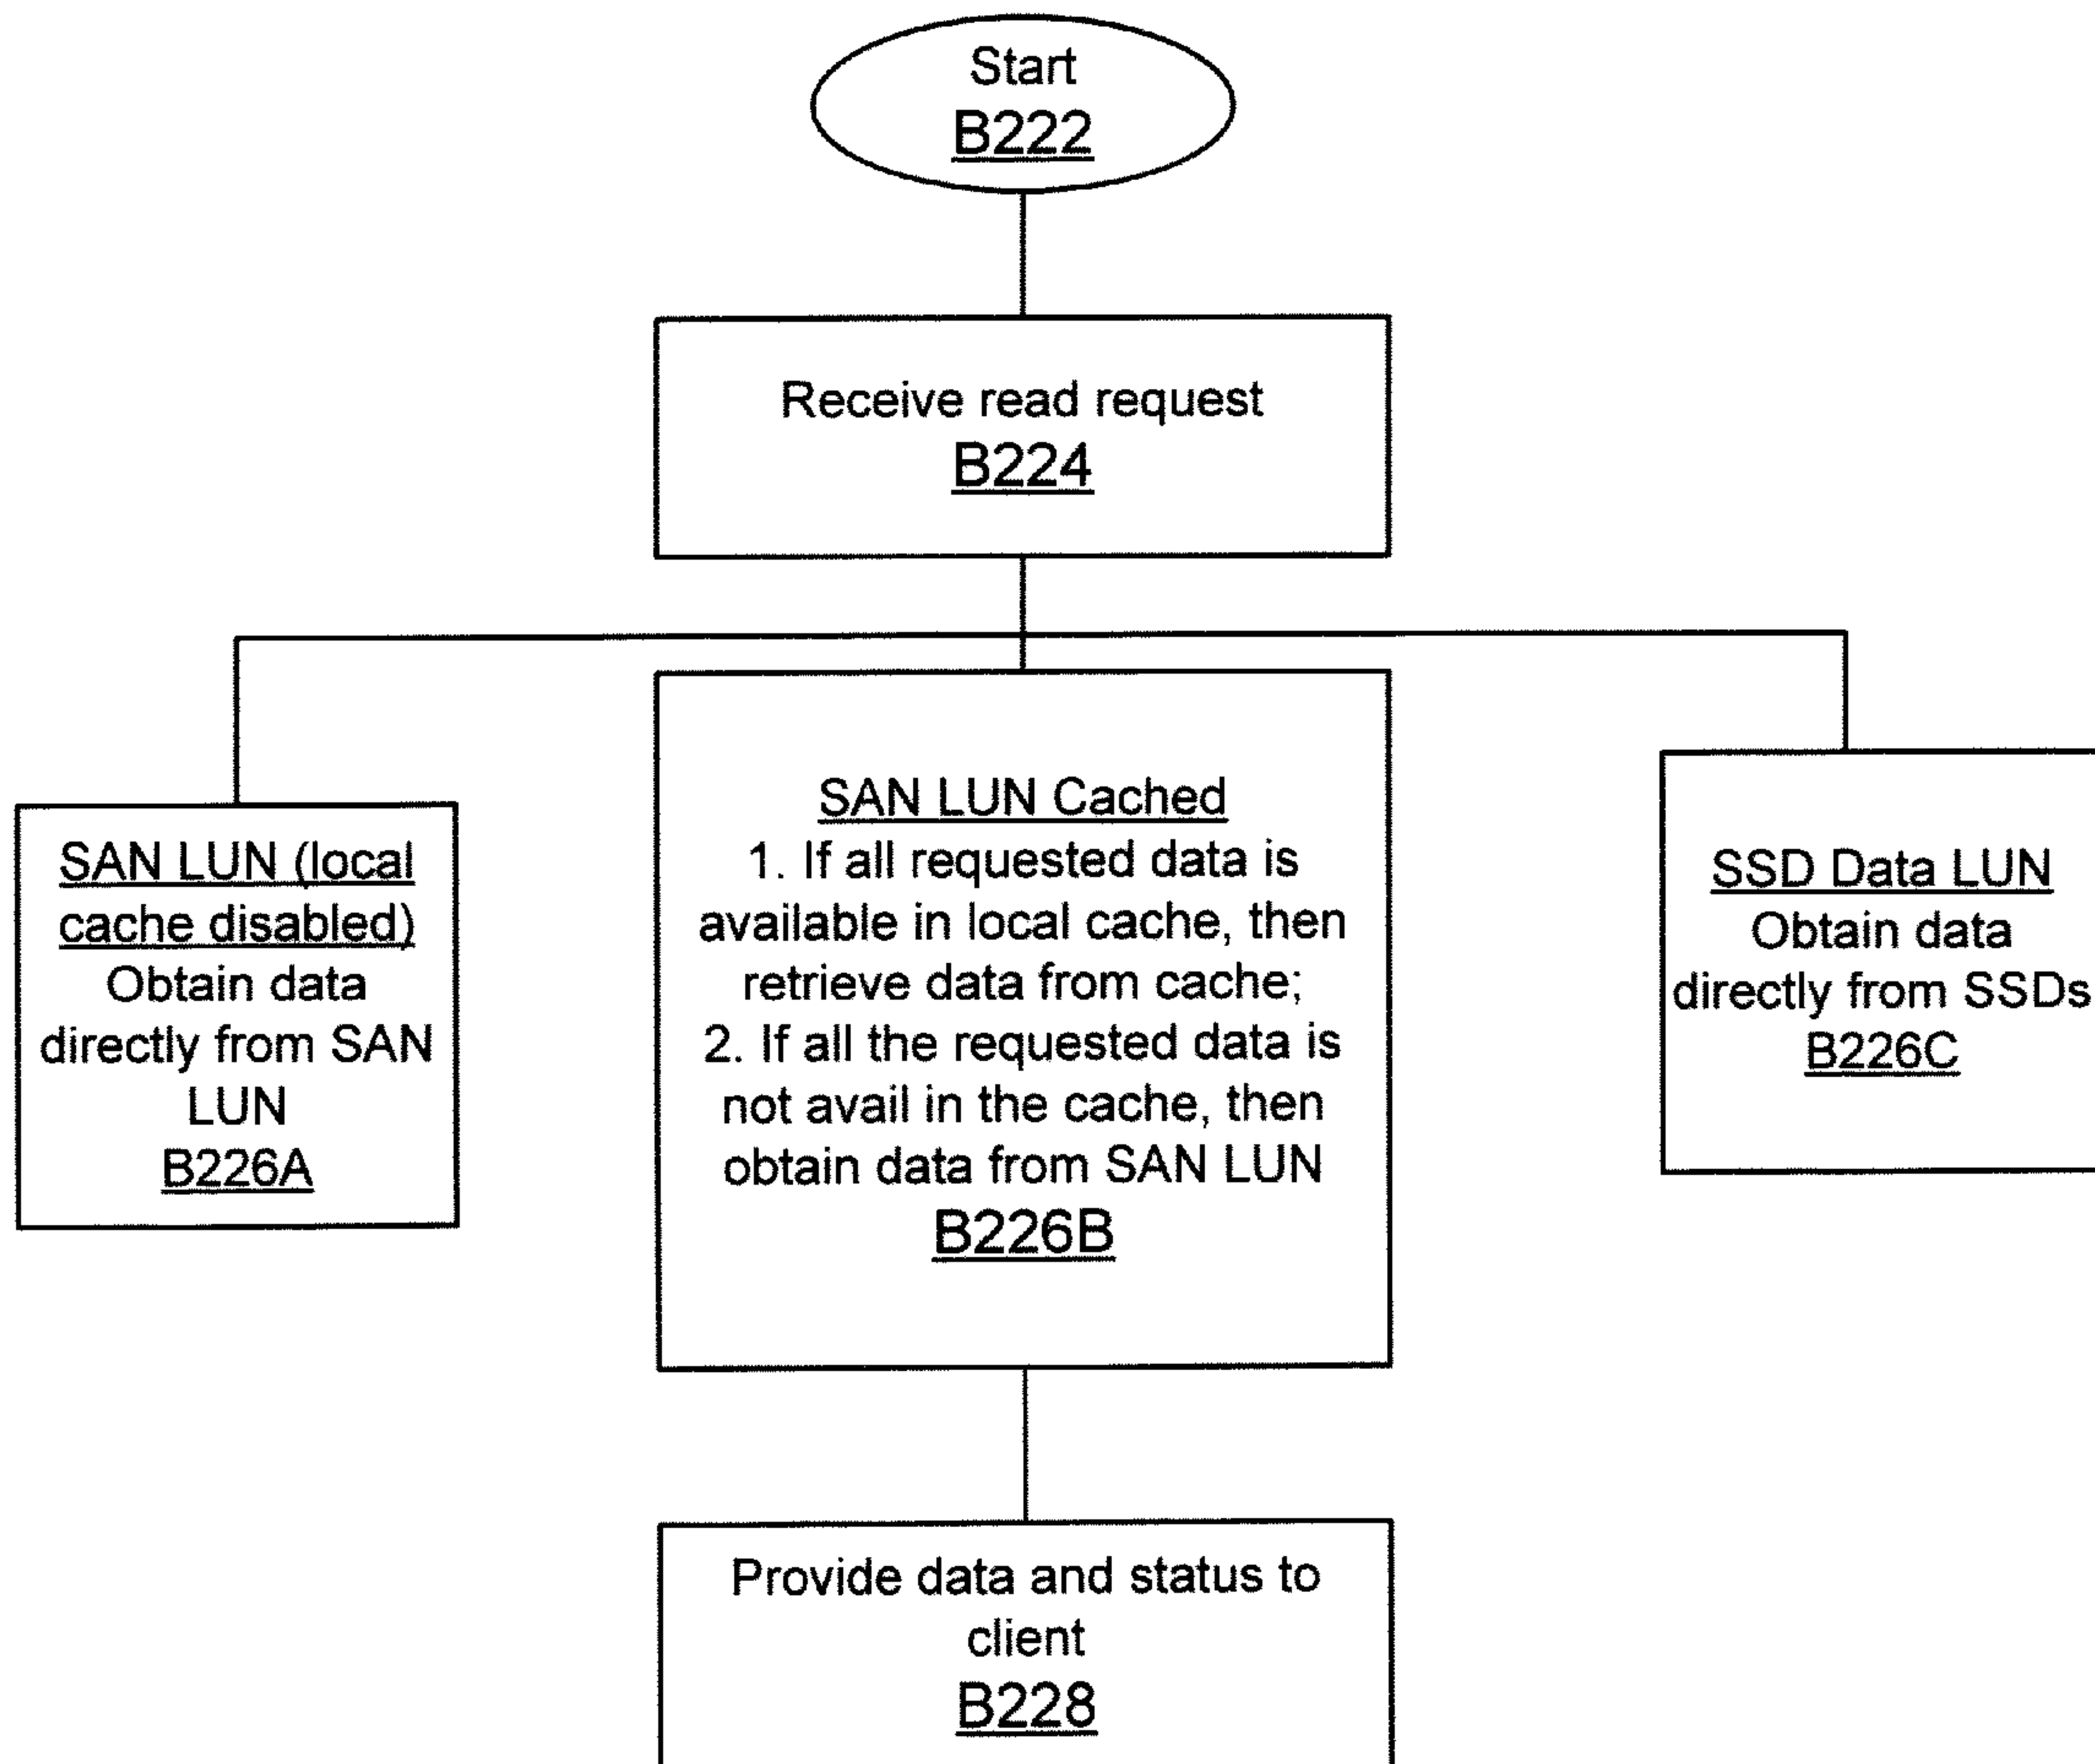 Start
B222
Receive read request
B224
SAN LUN (local
cache disabled)
Obtain data
directly from SAN
LUN
B226A
SAN LUN Cached
1. If all requested data is
available in local cache, then
retrieve data from cache;
2. If all the requested data is
not avail in the cache, then
obtain data from SAN LUN
B226B
SSD Data LUN
Obtain data
directly from SSDs
B226C
Provide data and status to
client
B228